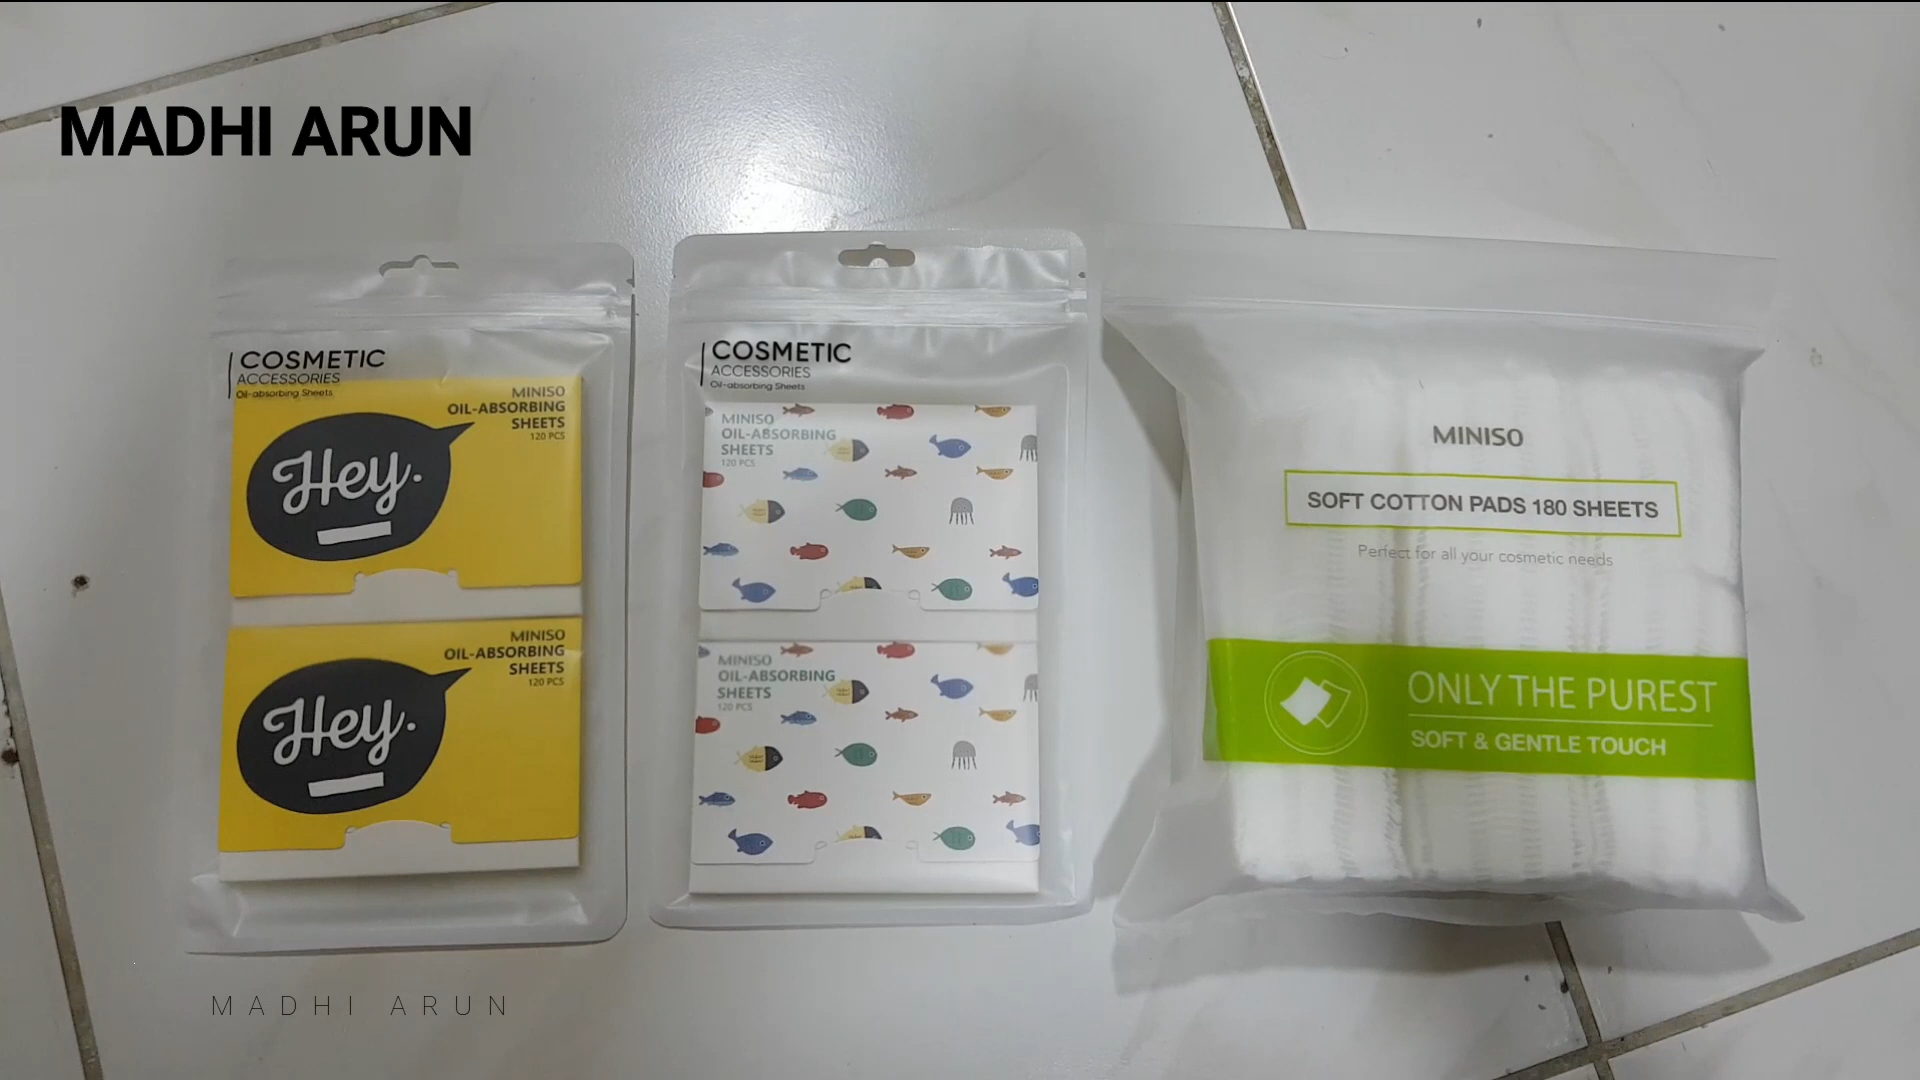 MADHI ARUN
COSMETIC
ACCESSORIES
Oil-absorbing Sheets
MINISO
OIL-ABSORBING
SHEETS
120 PCS
Hey.
MINISO
OIL-ABSORBING
SHEETS
120 PCS
Hey.
COSMETIC
ACCESSORIES
Oil-absorbing Sheets
MINISO
OIL-ABSORBING
SHEETS
120 PCS
MINISO
OIL-ABSORBING
SHEETS
120 PCS
MINISO
SOFT COTTON PADS 180 SHEETS
Perfect for all your cosmetic needs
ONLY THE PUREST
SOFT & GENTLE TOUCH
MADHI ARUN